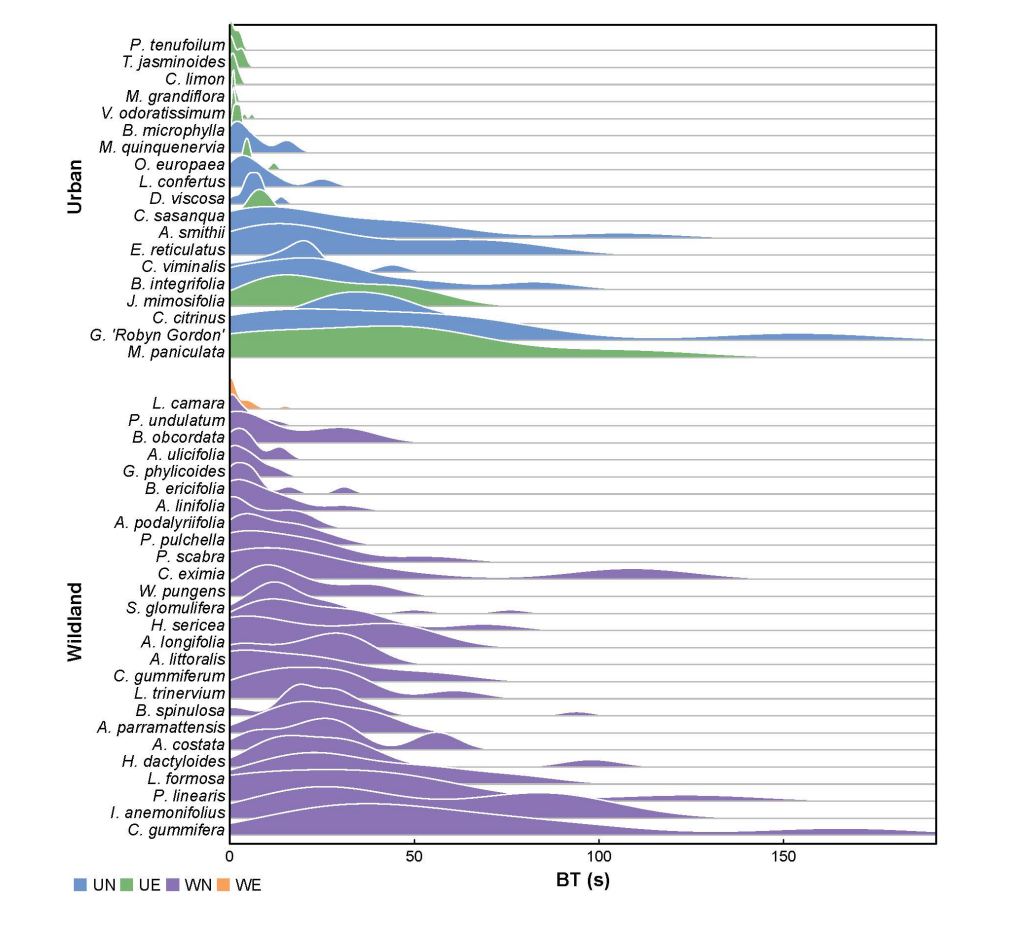 Urban
P. tenufoilum
T. jasminoides
C. limon
M. grandiflora
V. odoratissimum
B. microphylla
M. quinquenervia
O. europaea
L. confertus
D. viscosa
C. sasanqua
A. smithii
E. reticulatus
C. viminalis
B. integrifolia
J. mimosifolia
C. citrinus
G. 'Robyn Gordon'
M. paniculata
Wildland
L. camara
P. undulatum
B. obcordata
A. ulicifolia
G. phylicoides
B. ericifolia
A. linifolia
A. podalyriifolia
P. pulchella
P. scabra
C. eximia
W. pungens
S. glomulifera
H. sericea
A. longifolia
A. littoralis
C. gummiferum
L. trinervium
B. spinulosa
A. parramattensis
A. costata
H. dactyloides
L. formosa
P. linearis
I. anemonifolius
C. gummifera
0 50 100 150
BT (s)
UN UE WN WE